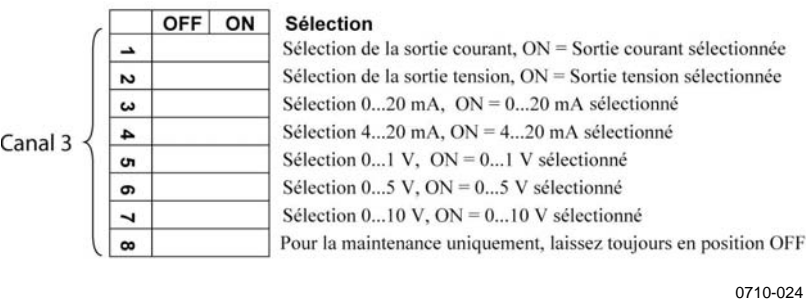 OFF ON Sélection
1 Sélection de la sortie courant, ON = Sortie courant sélectionnée
2 Sélection de la sortie tension, ON = Sortie tension sélectionnée
3 Sélection 0...20 mA, ON = 0...20 mA sélectionné
4 Sélection 4...20 mA, ON = 4...20 mA sélectionné
Canal 3
5 Sélection 0...1 V, ON = 0...1 V sélectionné
6 Sélection 0...5 V, ON = 0...5 V sélectionné
7 Sélection 0...10 V, ON = 0...10 V sélectionné
8 Pour la maintenance uniquement, laissez toujours en position OFF
0710-024